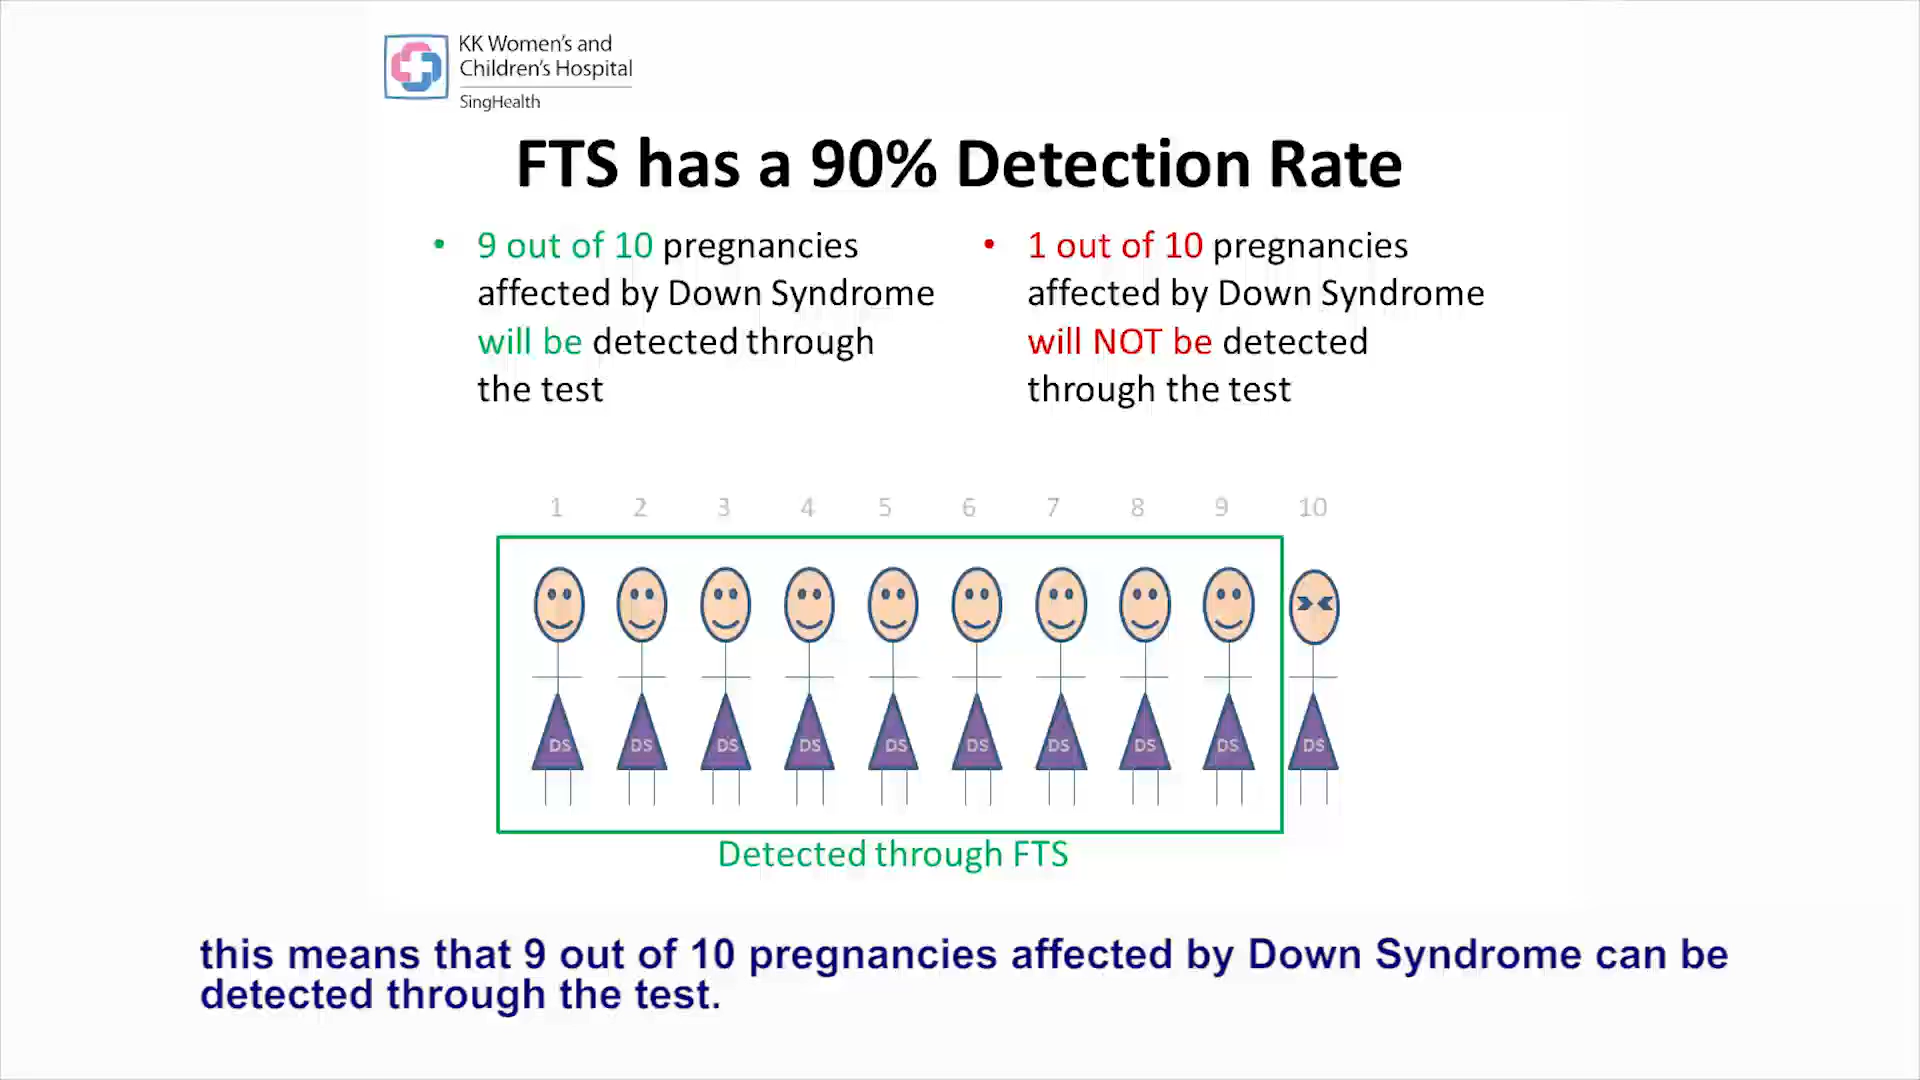 KK Women's and
Children's Hospital
SingHealth
FTS has a 90% Detection Rate
• 9 out of 10 pregnancies
affected by Down Syndrome
will be detected through
the test
• 1 out of 10 pregnancies
affected by Down Syndrome
will NOT be detected
through the test
1 2 3 4 5 6 7 8 9 10
DS DS DS DS DS DS DS DS DS DS
Detected through FTS
this means that 9 out of 10 pregnancies affected by Down Syndrome can be
detected through the test.